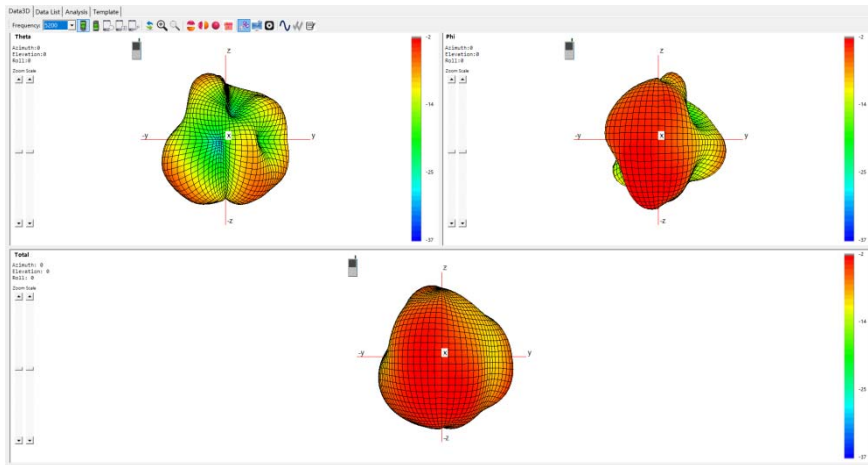 Data3D Data List Analysis Template
Frequency: 5200
Theta
Azimuth:0
Elevation:0
Roll:0
Zoom Scale
z
-y
x
y
-z
-2
-14
-25
-37
Phi
Azimuth:0
Elevation:0
Roll:0
Zoom Scale
z
-y
x
y
-z
-2
-14
-25
-37
Total
Azimuth: 0
Elevation: 0
Roll: 0
Zoom Scale
z
-y
x
y
-z
-2
-14
-25
-37